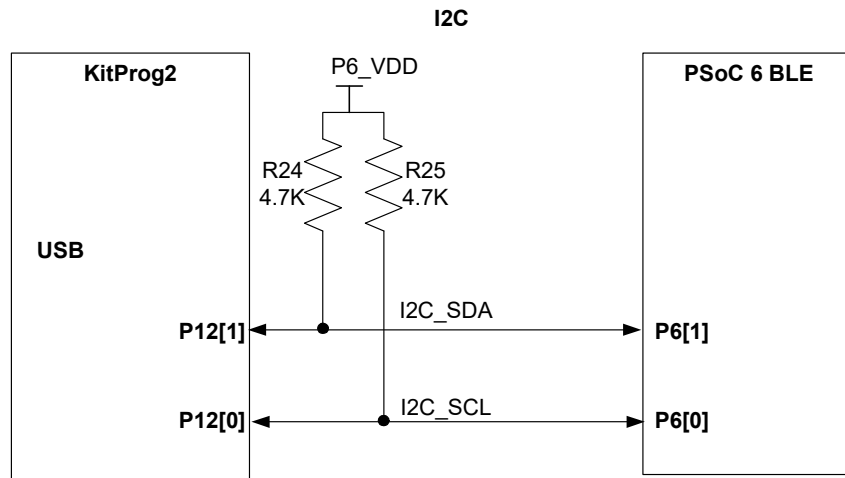 I2C
KitProg2
P6_VDD
PSoC 6 BLE
R24
4.7K
R25
4.7K
USB
I2C_SDA
P12[1]
P6[1]
I2C_SCL
P12[0]
P6[0]